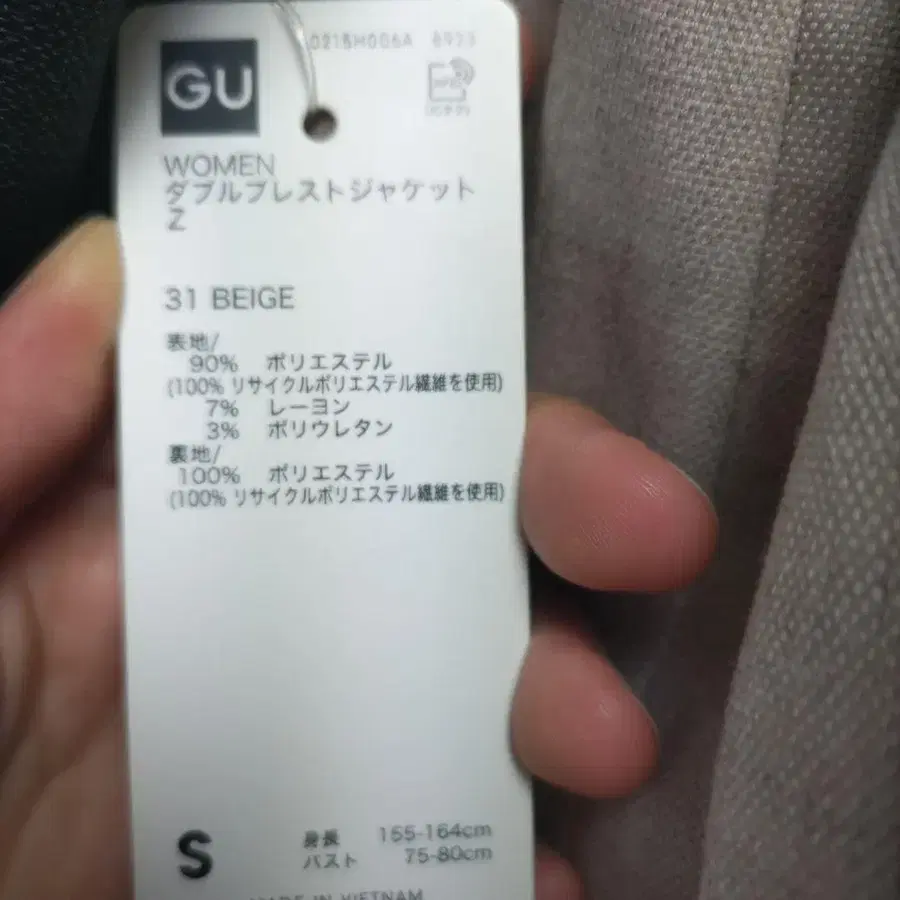 GU
WOMEN
ダブルブレストジャケット
Z
31 BEIGE
表地/
90% ポリエステル
(100% リサイクルポリエステル繊維を使用)
7% レーヨン
3% ポリウレタン
裏地/
100% ポリエステル
(100% リサイクルポリエステル繊維を使用)
S
身長 155-164cm
バスト 75-80cm
MADE IN VIETNAM